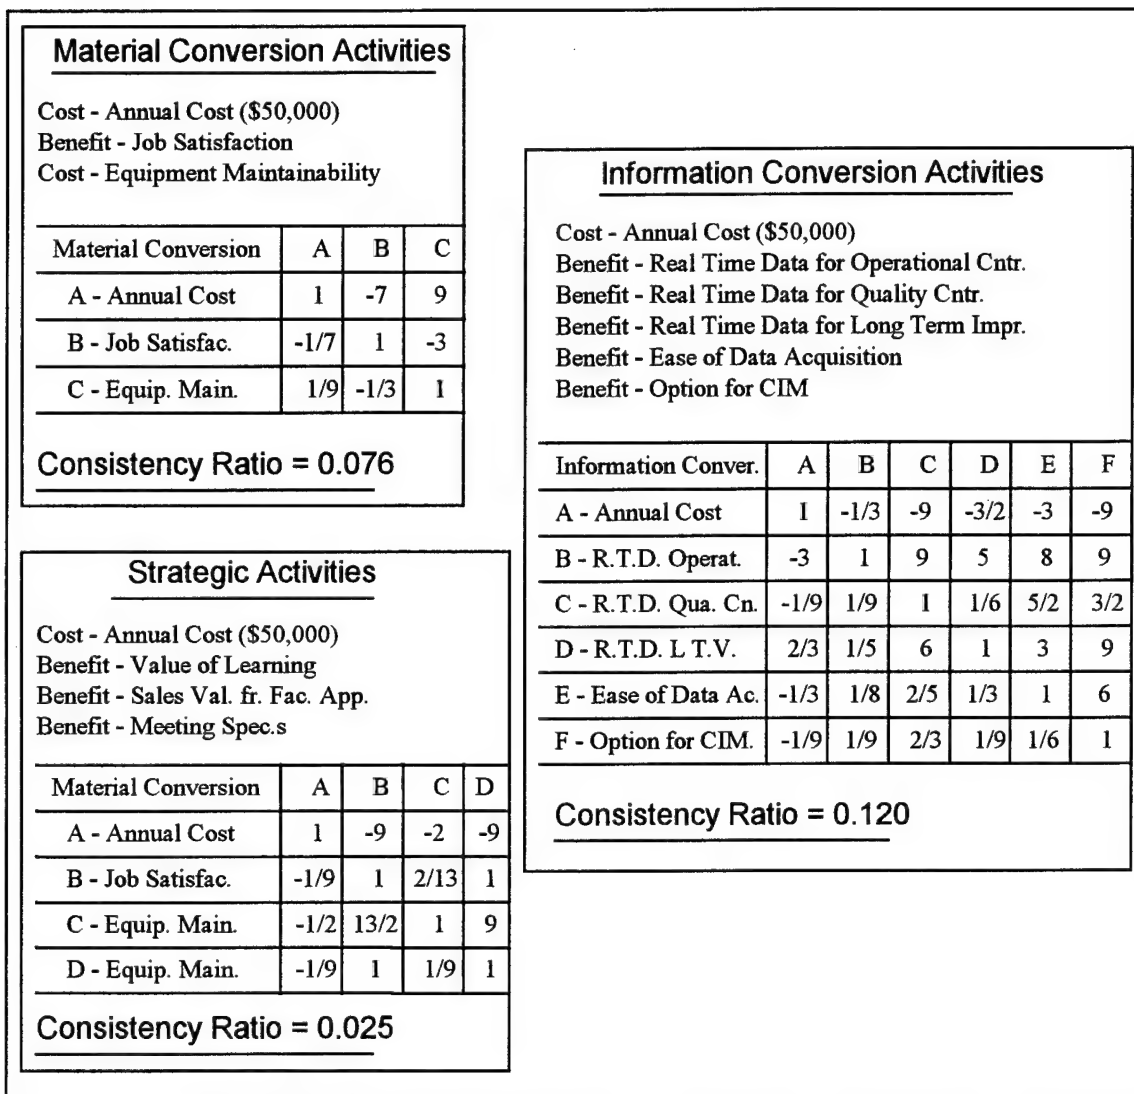 Material Conversion Activities
Cost - Annual Cost ($50,000)
Benefit - Job Satisfaction
Cost - Equipment Maintainability
Material Conversion A B C
A - Annual Cost 1 -7 9
B - Job Satisfac. -1/7 1 -3
C - Equip. Main. 1/9 -1/3 1
Consistency Ratio = 0.076
Strategic Activities
Cost - Annual Cost ($50,000)
Benefit - Value of Learning
Benefit - Sales Val. fr. Fac. App.
Benefit - Meeting Spec.s
Material Conversion A B C D
A - Annual Cost 1 -9 -2 -9
B - Job Satisfac. -1/9 1 2/13 1
C - Equip. Main. -1/2 13/2 1 9
D - Equip. Main. -1/9 1 1/9 1
Consistency Ratio = 0.025
Information Conversion Activities
Cost - Annual Cost ($50,000)
Benefit - Real Time Data for Operational Cntr.
Benefit - Real Time Data for Quality Cntr.
Benefit - Real Time Data for Long Term Impr.
Benefit - Ease of Data Acquisition
Benefit - Option for CIM
Information Conver. A B C D E F
A - Annual Cost 1 -1/3 -9 -3/2 -3 -9
B - R.T.D. Operat. -3 1 9 5 8 9
C - R.T.D. Qua. Cn. -1/9 1/9 1 1/6 5/2 3/2
D - R.T.D. L T.V. 2/3 1/5 6 1 3 9
E - Ease of Data Ac. -1/3 1/8 2/5 1/3 1 6
F - Option for CIM. -1/9 1/9 2/3 1/9 1/6 1
Consistency Ratio = 0.120